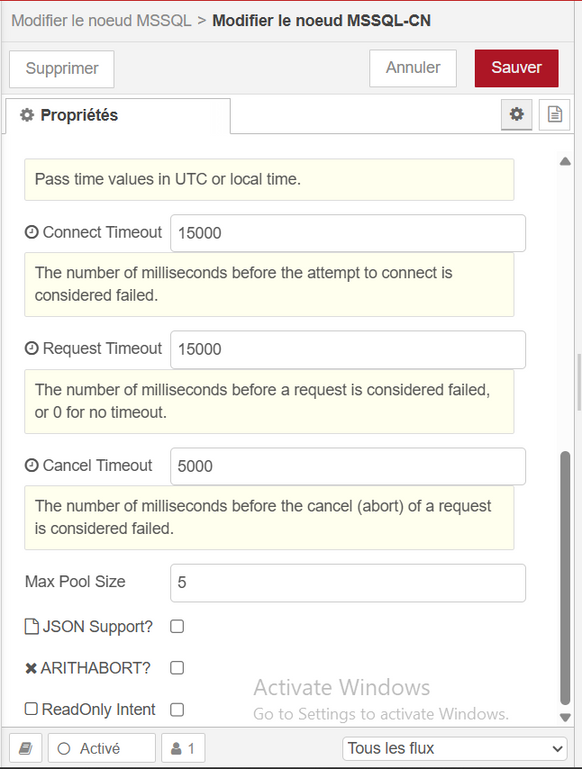 Modifier le noeud MSSQL > Modifier le noeud MSSQL-CN
Supprimer
Annuler
Sauver
Propriétés
Pass time values in UTC or local time.
Connect Timeout
15000
The number of milliseconds before the attempt to connect is
considered failed.
Request Timeout
15000
The number of milliseconds before a request is considered failed,
or 0 for no timeout.
Cancel Timeout
5000
The number of milliseconds before the cancel (abort) of a request
is considered failed.
Max Pool Size
5
JSON Support?
ARITHABORT?
ReadOnly Intent
Activate Windows
Go to Settings to activate Windows.
Activé
1
Tous les flux